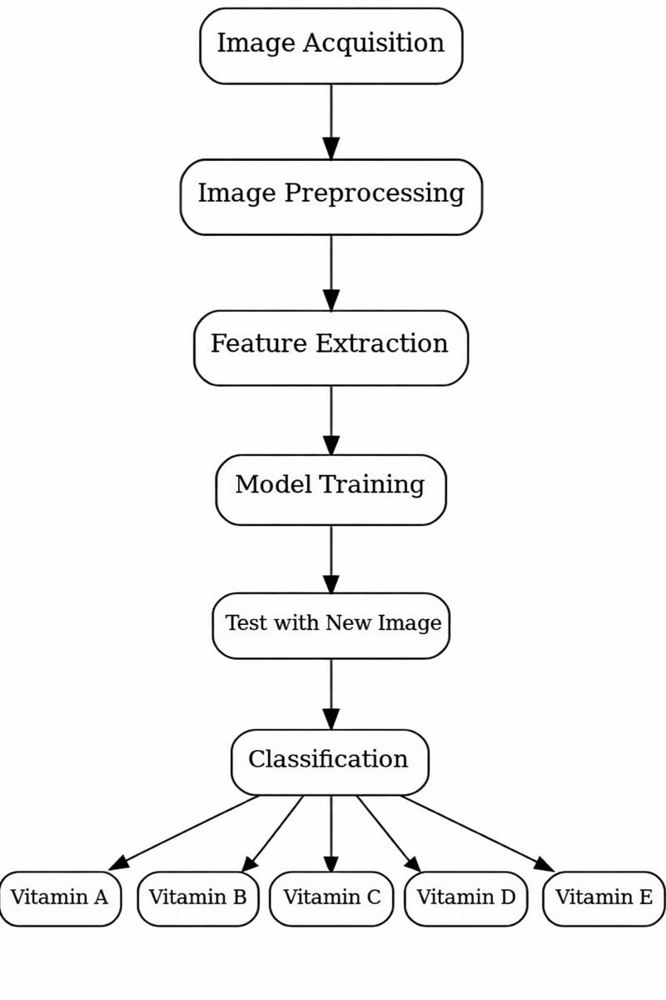 Image Acquisition
Image Preprocessing
Feature Extraction
Model Training
Test with New Image
Classification
Vitamin A
Vitamin B
Vitamin C
Vitamin D
Vitamin E